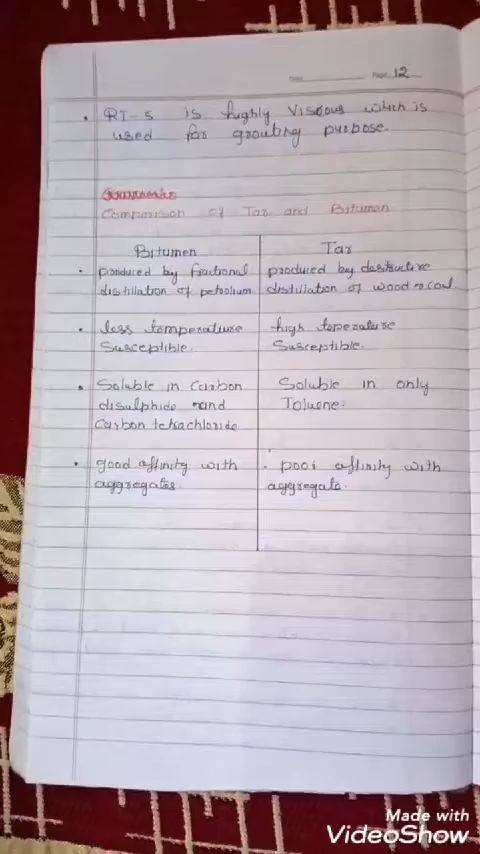 Page 12
• RT-5 is highly viscous which is
used for grouting purpose.
Comparison of Tar and Bitumen
Bitumen
• produced by fractional
distillation of petrolium
• less temperature
Susceptible.
• Soluble in Carbon
disulphide and
Carbon tetrachloride
• good affinity with
aggregates.
Tar
produced by destructive
distillation of wood or coal.
high teperature
Susceptible.
Soluble in only
Toluene.
• poor affinity with
aggregate.
Made with
VideoShow